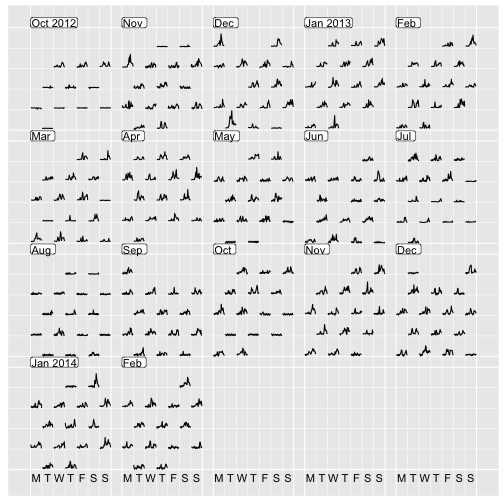 Oct 2012 Nov Dec Jan 2013 Feb
Mar Apr May Jun Jul
Aug Sep Oct Nov Dec
Jan 2014 Feb
M T W T F S S M T W T F S S M T W T F S S M T W T F S S M T W T F S S